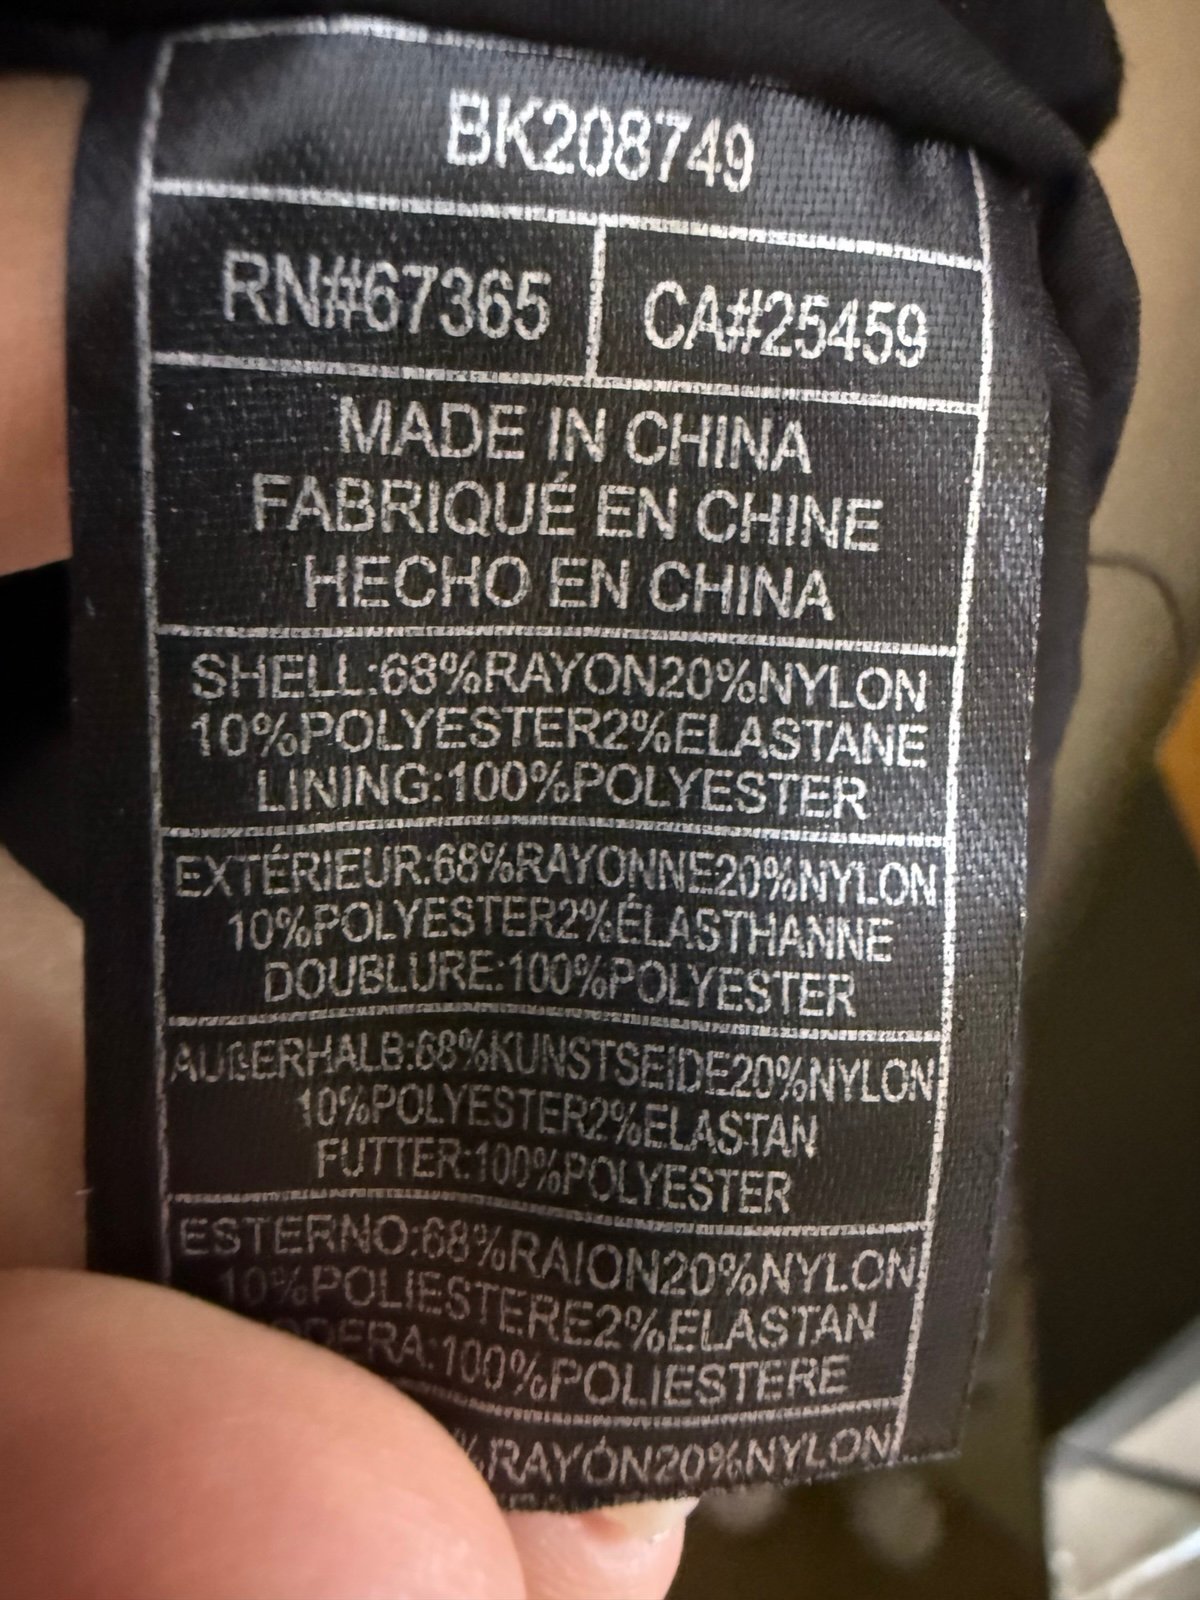 BK208749
RN#67365 CA#25459
MADE IN CHINA
FABRIQUÉ EN CHINE
HECHO EN CHINA
SHELL:68%RAYON20%NYLON
10%POLYESTER2%ELASTANE
LINING:100%POLYESTER
EXTÉRIEUR:68%RAYONNE20%NYLON
10%POLYESTER2%ÉLASTHANNE
DOUBLURE:100%POLYESTER
AUßERHALB:68%KUNSTSEIDE20%NYLON
10%POLYESTER2%ELASTAN
FUTTER:100%POLYESTER
ESTERNO:68%RAION20%NYLON
10%POLIESTERE2%ELASTAN
100%POLIESTERE
%RAYÓN20%NYLON